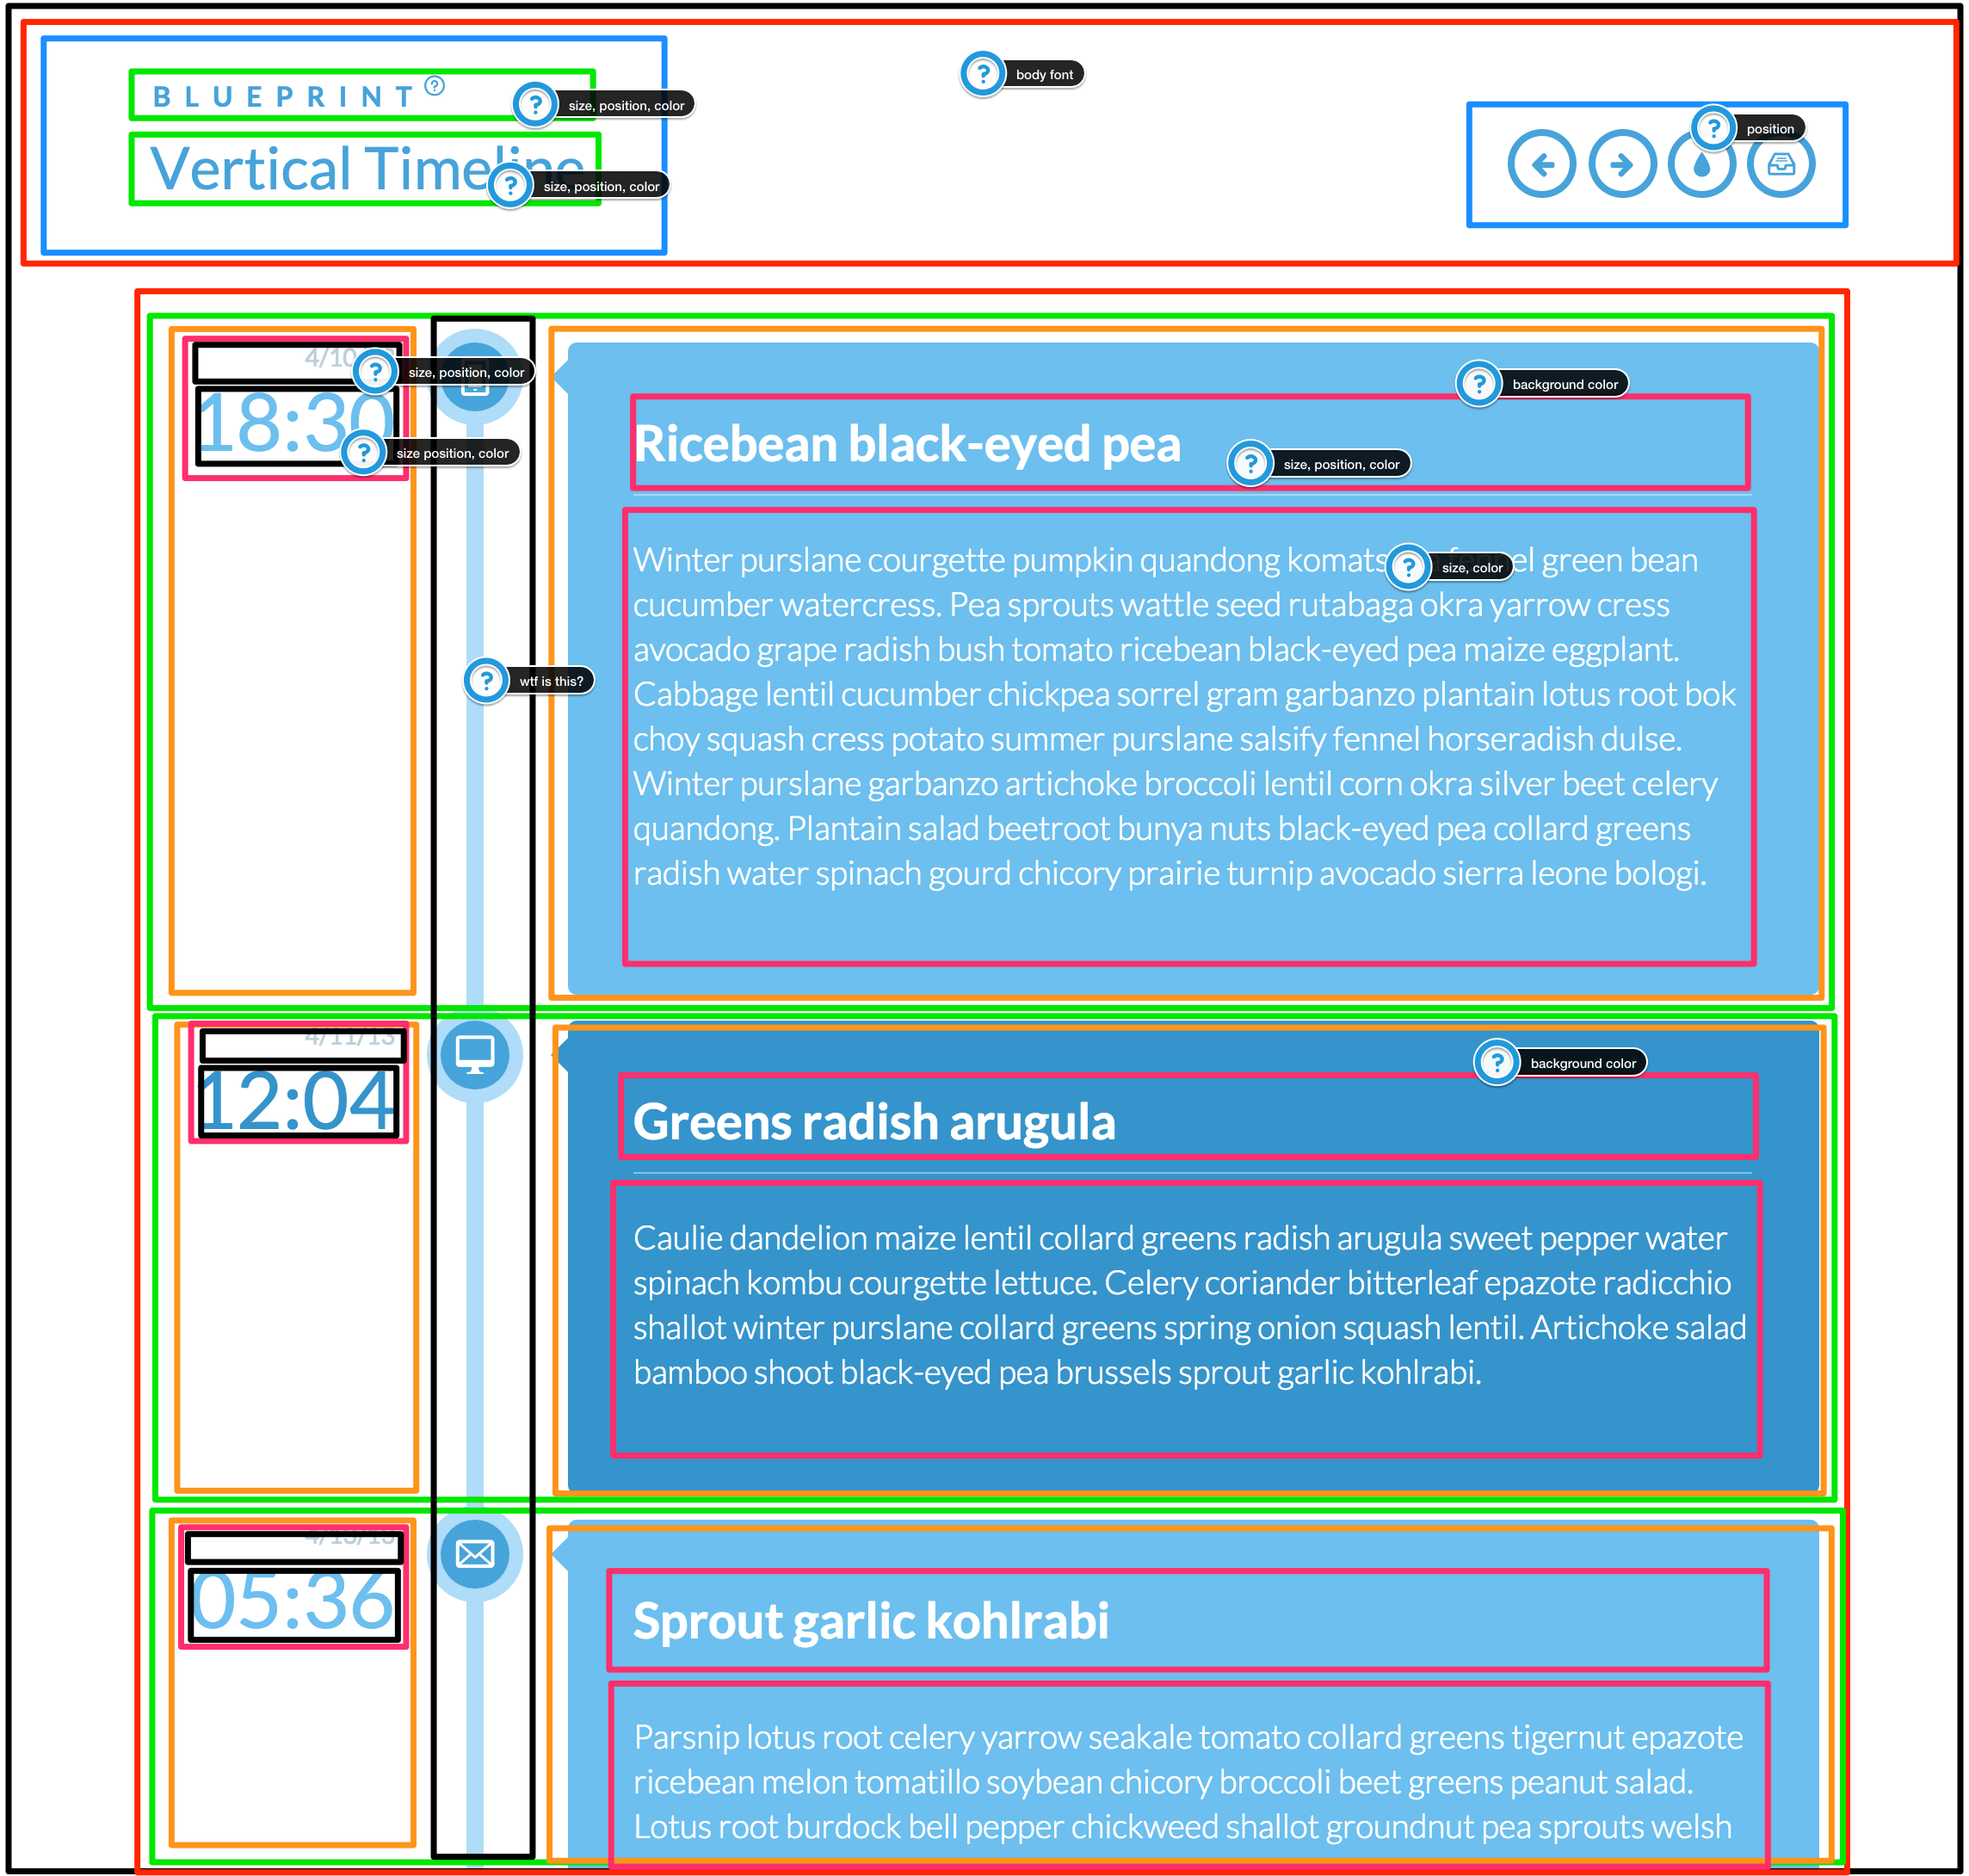 BLUEPRINT ?
? body font
? size, position, color
Vertical Timeline
? size, position, color
? position
4/10
? size, position, color
18:30
? size position, color
? background color
Ricebean black-eyed pea
? size, position, color
Winter purslane courgette pumpkin quandong komats el green bean
? size, color
cucumber watercress. Pea sprouts wattle seed rutabaga okra yarrow cress
avocado grape radish bush tomato ricebean black-eyed pea maize eggplant.
Cabbage lentil cucumber chickpea sorrel gram garbanzo plantain lotus root bok
choy squash cress potato summer purslane salsify fennel horseradish dulse.
Winter purslane garbanzo artichoke broccoli lentil corn okra silver beet celery
quandong. Plantain salad beetroot bunya nuts black-eyed pea collard greens
radish water spinach gourd chicory prairie turnip avocado sierra leone bologi.
? wtf is this?
4/11/13
12:04
? background color
Greens radish arugula
Caulie dandelion maize lentil collard greens radish arugula sweet pepper water
spinach kombu courgette lettuce. Celery coriander bitterleaf epazote radicchio
shallot winter purslane collard greens spring onion squash lentil. Artichoke salad
bamboo shoot black-eyed pea brussels sprout garlic kohlrabi.
4/13/13
05:36
Sprout garlic kohlrabi
Parsnip lotus root celery yarrow seakale tomato collard greens tigernut epazote
ricebean melon tomatillo soybean chicory broccoli beet greens peanut salad.
Lotus root burdock bell pepper chickweed shallot groundnut pea sprouts welsh